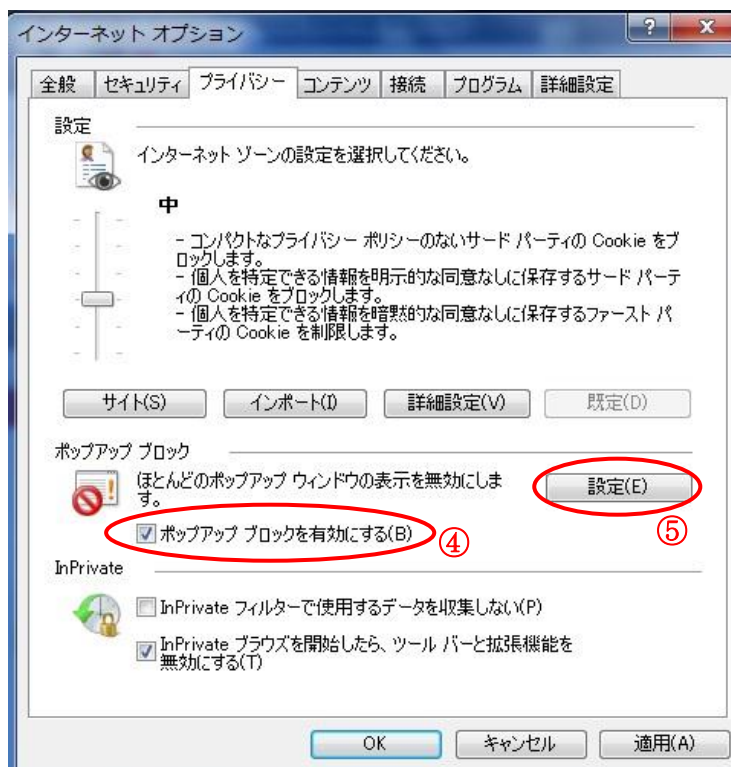 インターネット オプション
全般 セキュリティ プライバシー コンテンツ 接続 プログラム 詳細設定
設定
インターネット ゾーンの設定を選択してください。
中
- コンパクトなプライバシー ポリシーのないサード パーティの Cookie をブ
ロックします。
- 個人を特定できる情報を明示的な同意なしに保存するサード パーテ
ィの Cookie をブロックします。
- 個人を特定できる情報を暗黙的な同意なしに保存するファースト パ
ーティの Cookie を制限します。
サイト(S) インポート(I) 詳細設定(V) 既定(D)
ポップアップ ブロック
ほとんどのポップアップ ウィンドウの表示を無効にしま
す。
設定(E)
ポップアップ ブロックを有効にする(B) ④ ⑤
InPrivate
InPrivate フィルターで使用するデータを収集しない(P)
InPrivate ブラウズを開始したら、ツール バーと拡張機能を
無効にする(T)
OK キャンセル 適用(A)